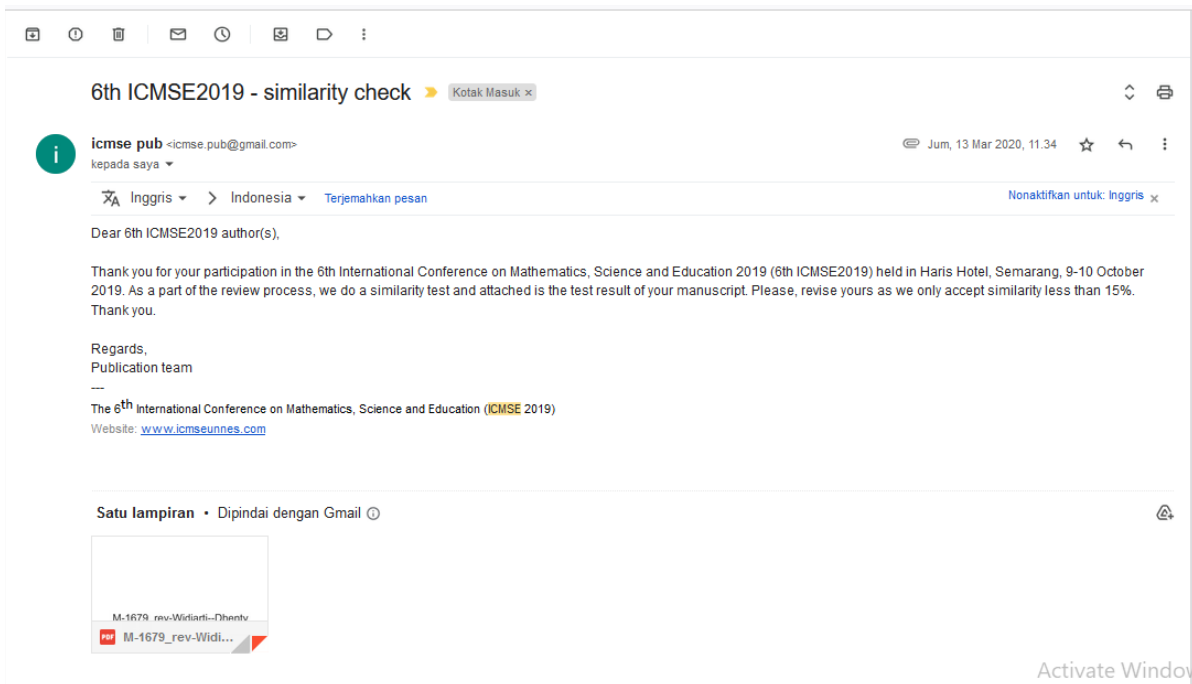 6th ICMSE2019 - similarity check Kotak Masuk ×
i
icmse pub <icmse.pub@gmail.com> Jum, 13 Mar 2020, 11.34
kepada saya
Inggris > Indonesia Terjemahkan pesan Nonaktifkan untuk: Inggris ×
Dear 6th ICMSE2019 author(s),
Thank you for your participation in the 6th International Conference on Mathematics, Science and Education 2019 (6th ICMSE2019) held in Haris Hotel, Semarang, 9-10 October
2019. As a part of the review process, we do a similarity test and attached is the test result of your manuscript. Please, revise yours as we only accept similarity less than 15%.
Thank you.
Regards,
Publication team
---
The 6th International Conference on Mathematics, Science and Education (ICMSE 2019)
Website: www.icmseunnes.com
Satu lampiran • Dipindai dengan Gmail
M-1679_rev-Widiarti--Dhenty
PDF M-1679_rev-Widi...
Activate Window